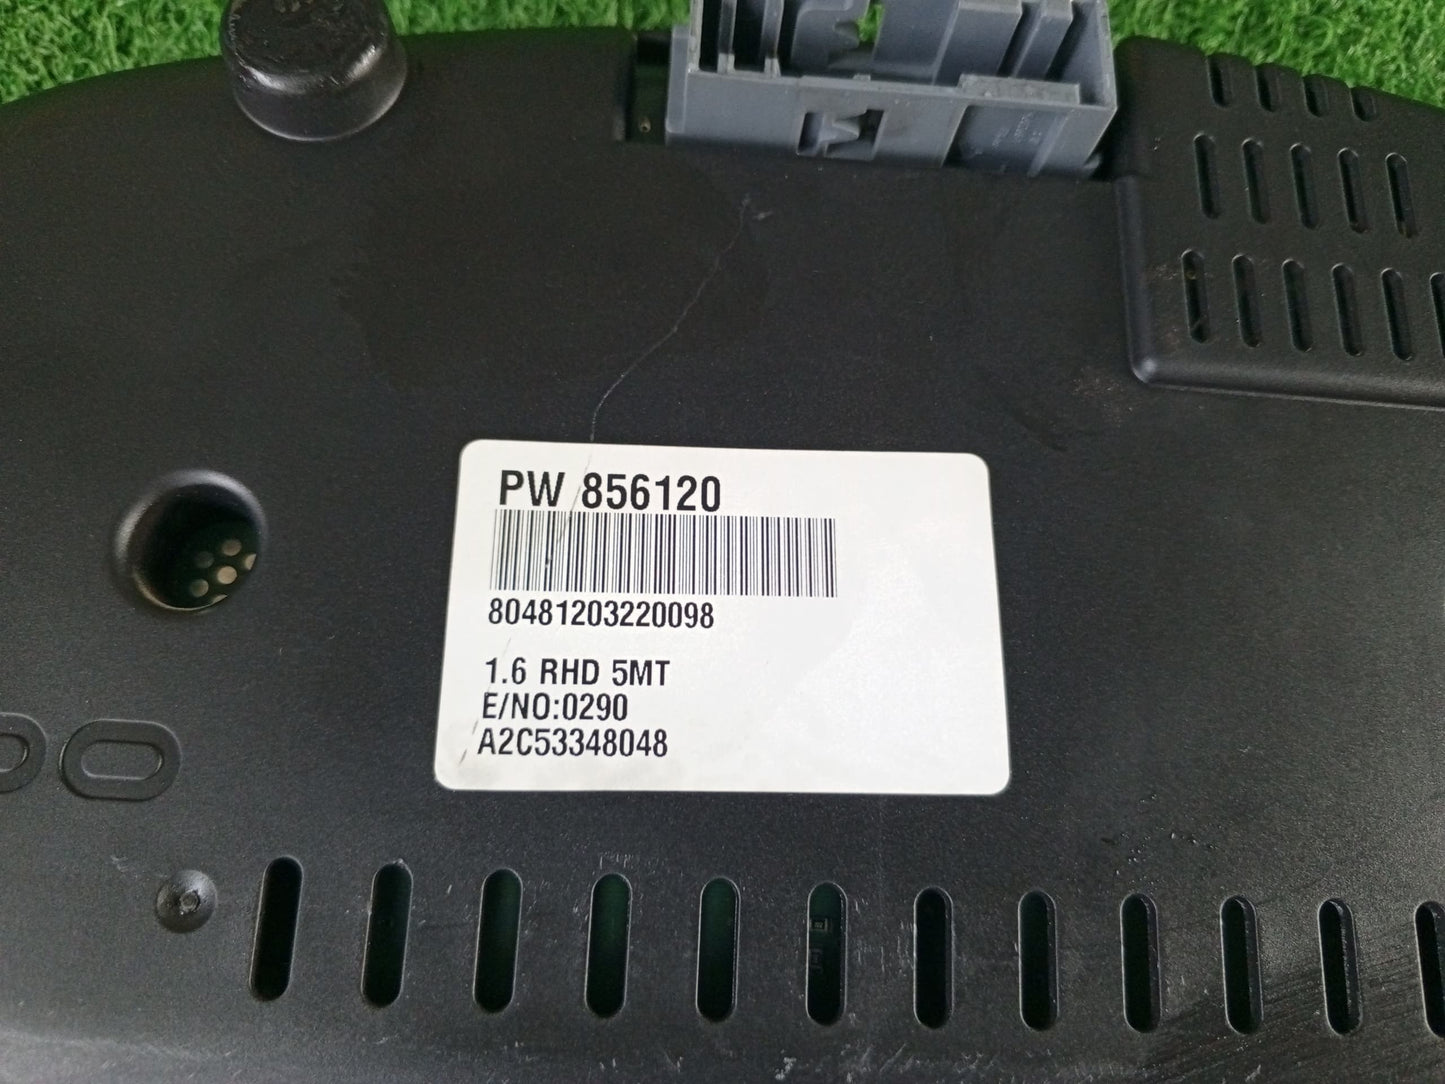 PW 856120
80481203220098
1.6 RHD 5MT
E/NO:0290
A2C53348048